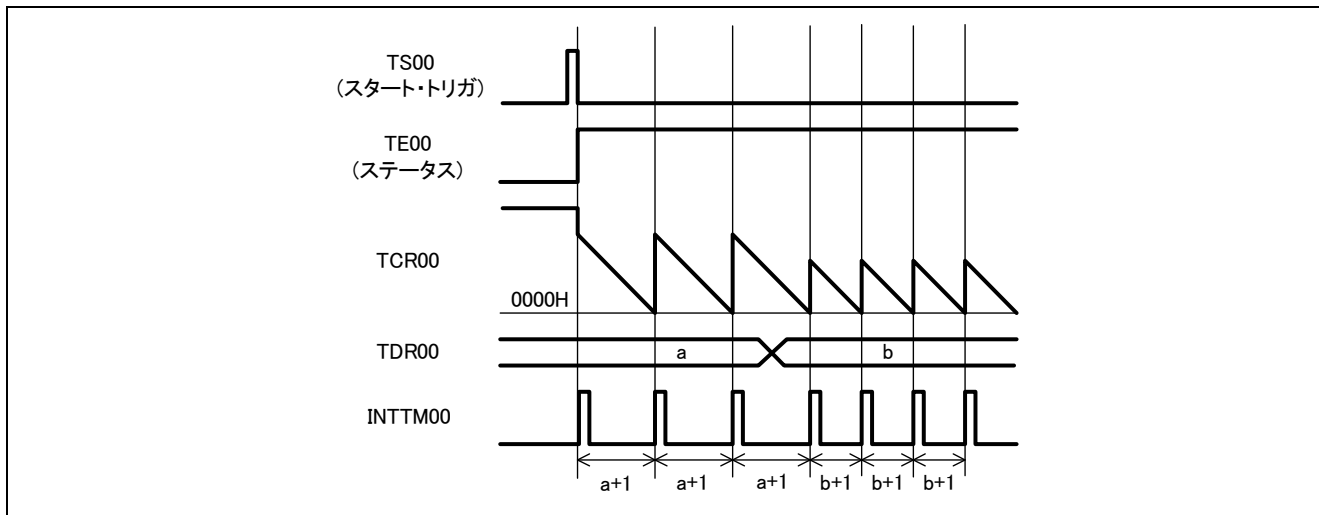 TS00
(スタート・トリガ)
TE00
(ステータス)
TCR00
0000H
TDR00
a
b
INTTM00
a+1
a+1
a+1
b+1
b+1
b+1